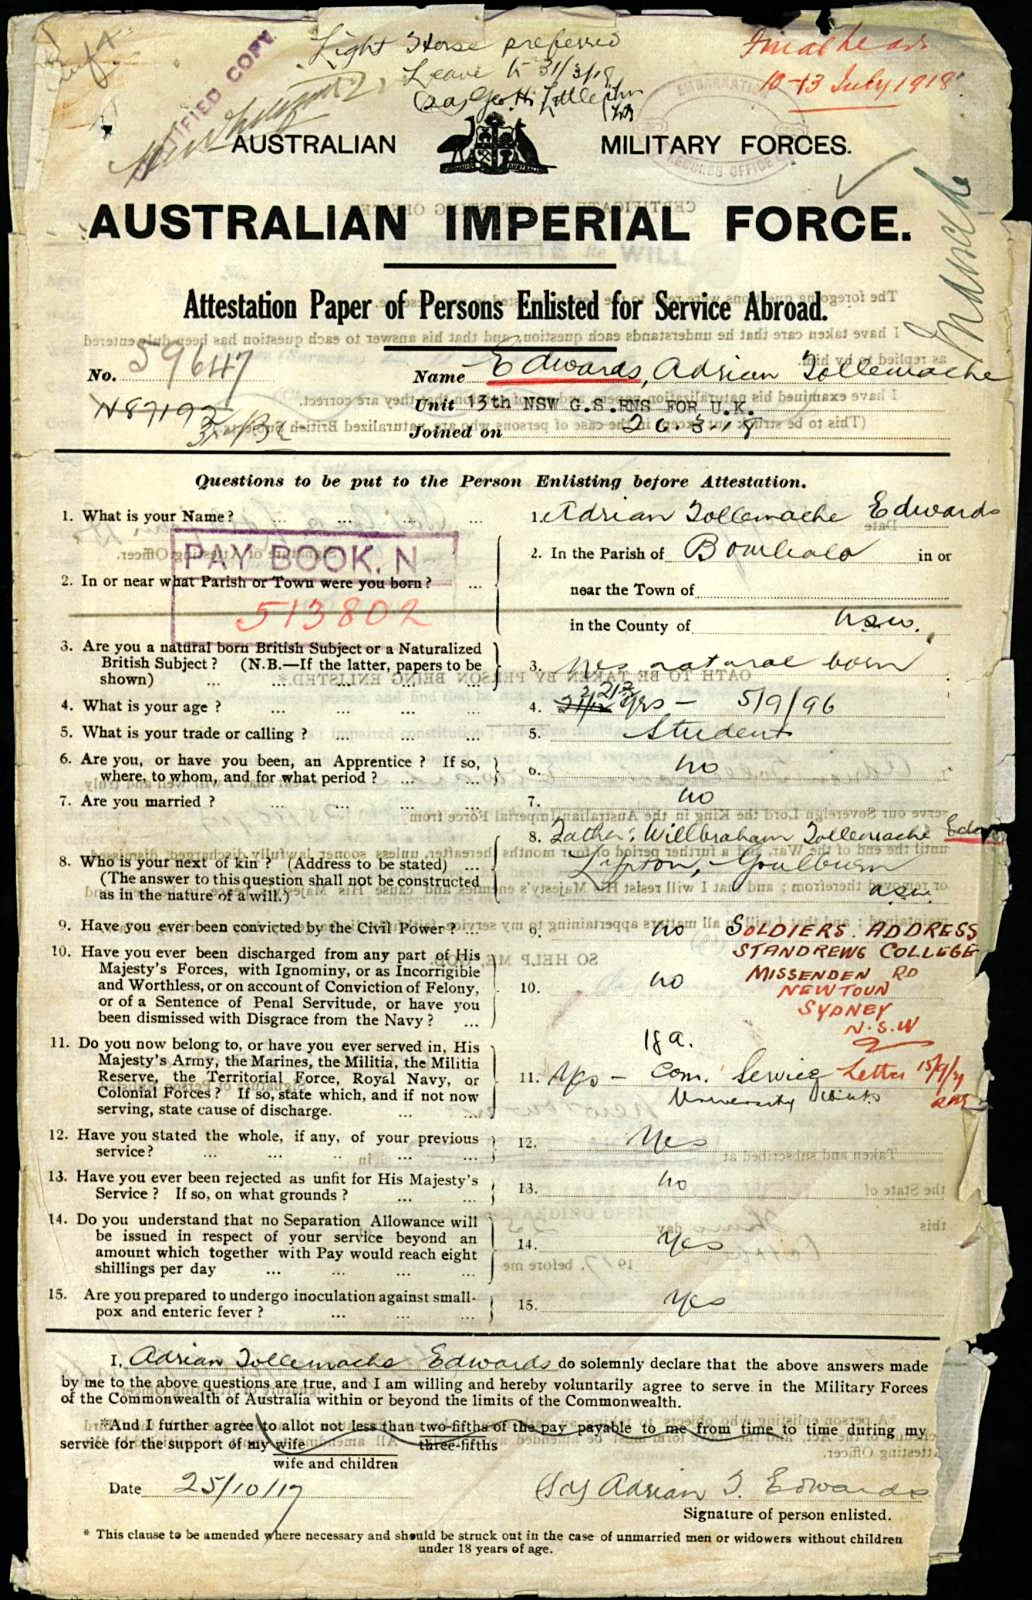 Light Horse preferred
Leave to 31/3/18
CERTIFIED COPY
10-13 July 1918
AUSTRALIAN MILITARY FORCES.
AUSTRALIAN IMPERIAL FORCE.
Attestation Paper of Persons Enlisted for Service Abroad.
No. 59647
N87192
Name Edwards, Adrian Tollemache
Unit 13th NSW G.S.RNS FOR U.K.
Joined on 26.3.18
Questions to be put to the Person Enlisting before Attestation.
1. What is your Name? ... ... ... ...
1. Adrian Tollemache Edwards
PAY BOOK. N
513802
2. In or near what Parish or Town were you born? ...
2. In the Parish of Bombala in or
near the Town of
in the County of N.S.W.
3. Are you a natural born British Subject or a Naturalized
British Subject? (N.B.—If the latter, papers to be
shown) ... ... ... ... ...
3. Yes natural born
4. What is your age? ... ... ... ...
4. yrs — 5/9/96
5. What is your trade or calling? ... ... ...
5. Student
6. Are you, or have you been, an Apprentice? If so,
where, to whom, and for what period? ... ...
6. No
7. Are you married? ... ... ... ...
7. No
8. Who is your next of kin? (Address to be stated) ...
(The answer to this question shall not be constructed
as in the nature of a will.)
8. Father: Willbraham Tollemache Edw
Goulburn
N.S.W.
9. Have you ever been convicted by the Civil Power? ...
9. No
10. Have you ever been discharged from any part of His
Majesty's Forces, with Ignominy, or as Incorrigible
and Worthless, or on account of Conviction of Felony,
or of a Sentence of Penal Servitude, or have you
been dismissed with Disgrace from the Navy? ...
10. No
SOLDIERS. ADDRESS
STANDREWS COLLEGE
MISSENDEN RD
NEWTOUN
SYDNEY
N.S.W
11. Do you now belong to, or have you ever served in, His
Majesty's Army, the Marines, the Militia, the Militia
Reserve, the Territorial Force, Royal Navy, or
Colonial Forces? If so, state which, and if not now
serving, state cause of discharge. ... ...
18a.
11. Yes — Com. Service
University
Letter
12. Have you stated the whole, if any, of your previous
service? ... ... ... ... ...
12. Yes
13. Have you ever been rejected as unfit for His Majesty's
Service? If so, on what grounds? ... ...
13. No
14. Do you understand that no Separation Allowance will
be issued in respect of your service beyond an
amount which together with Pay would reach eight
shillings per day ... ... ... ...
14. Yes
15. Are you prepared to undergo inoculation against small-
pox and enteric fever? ... ... ...
15. Yes
I, Adrian Tollemache Edwards do solemnly declare that the above answers made
by me to the above questions are true, and I am willing and hereby voluntarily agree to serve in the Military Forces
of the Commonwealth of Australia within or beyond the limits of the Commonwealth.
*And I further agree to allot not less than two-fifths of the pay payable to me from time to time during my
service for the support of my wife three-fifths
wife and children
Date 25/10/17
(Sd) Adrian T. Edwards
Signature of person enlisted.
* This clause to be amended where necessary and should be struck out in the case of unmarried men or widowers without children
under 18 years of age.